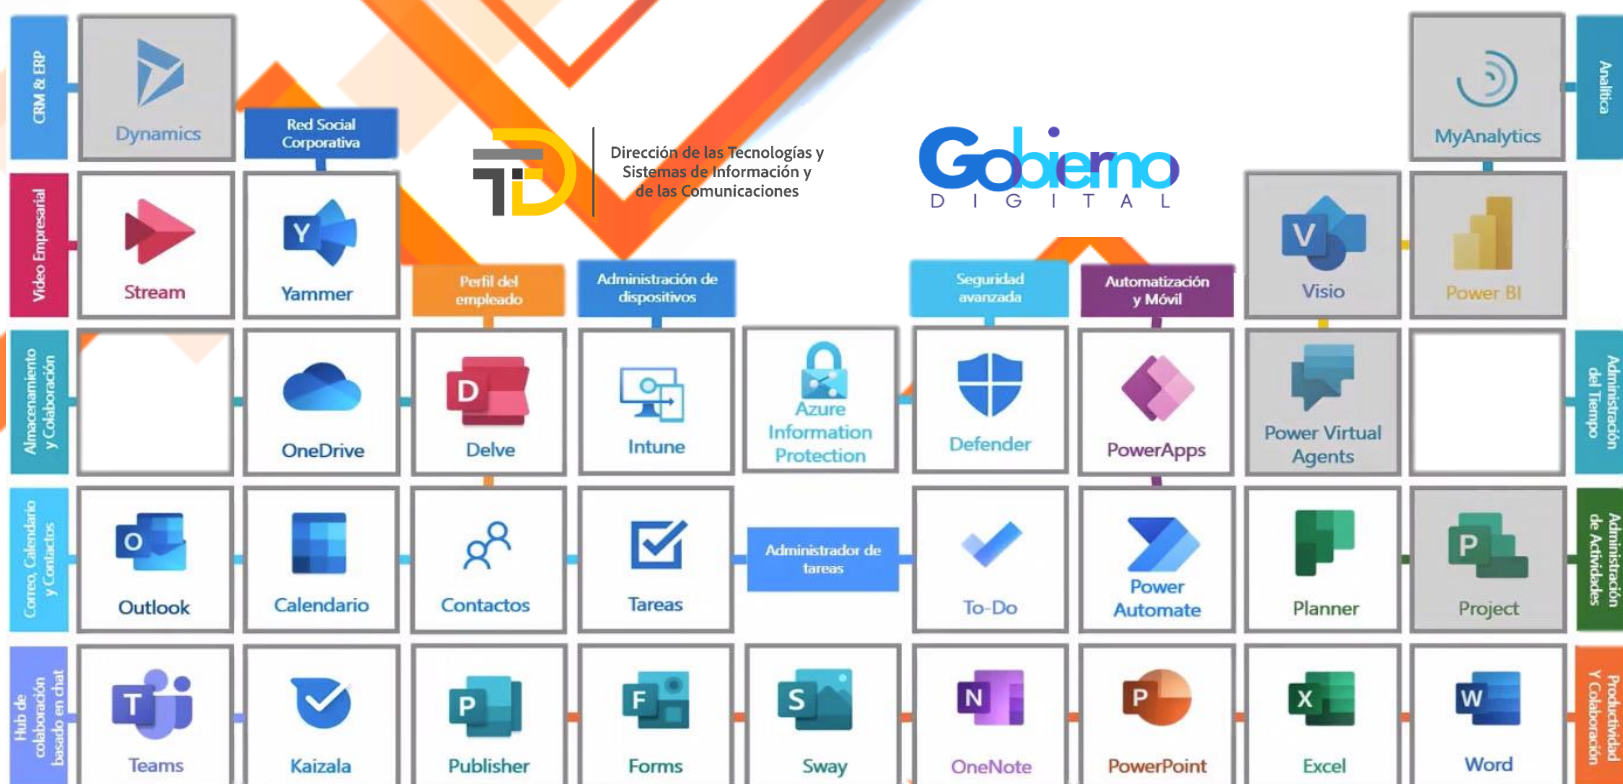 CRM & ERP
Dynamics
Red Social
Corporativa
Dirección de las Tecnologías y
Sistemas de Información y
de las Comunicaciones
Gobierno
DIGITAL
MyAnalytics
Analítica
Video Empresarial
Stream
Yammer
Perfil del
empleado
Administración de
dispositivos
Seguridad
avanzada
Automatización
y Móvil
Visio
Power BI
Almacenamiento
y Colaboración
OneDrive
Delve
Intune
Azure
Information
Protection
Defender
PowerApps
Power Virtual
Agents
Administración
del Tiempo
Correo, Calendario
y Contactos
Outlook
Calendario
Contactos
Tareas
Administrador de
tareas
To-Do
Power
Automate
Planner
Project
Administración
de Actividades
Hub de
colaboración
basado en chat
Teams
Kaizala
Publisher
Forms
Sway
OneNote
PowerPoint
Excel
Word
Productividad
Y Colaboración